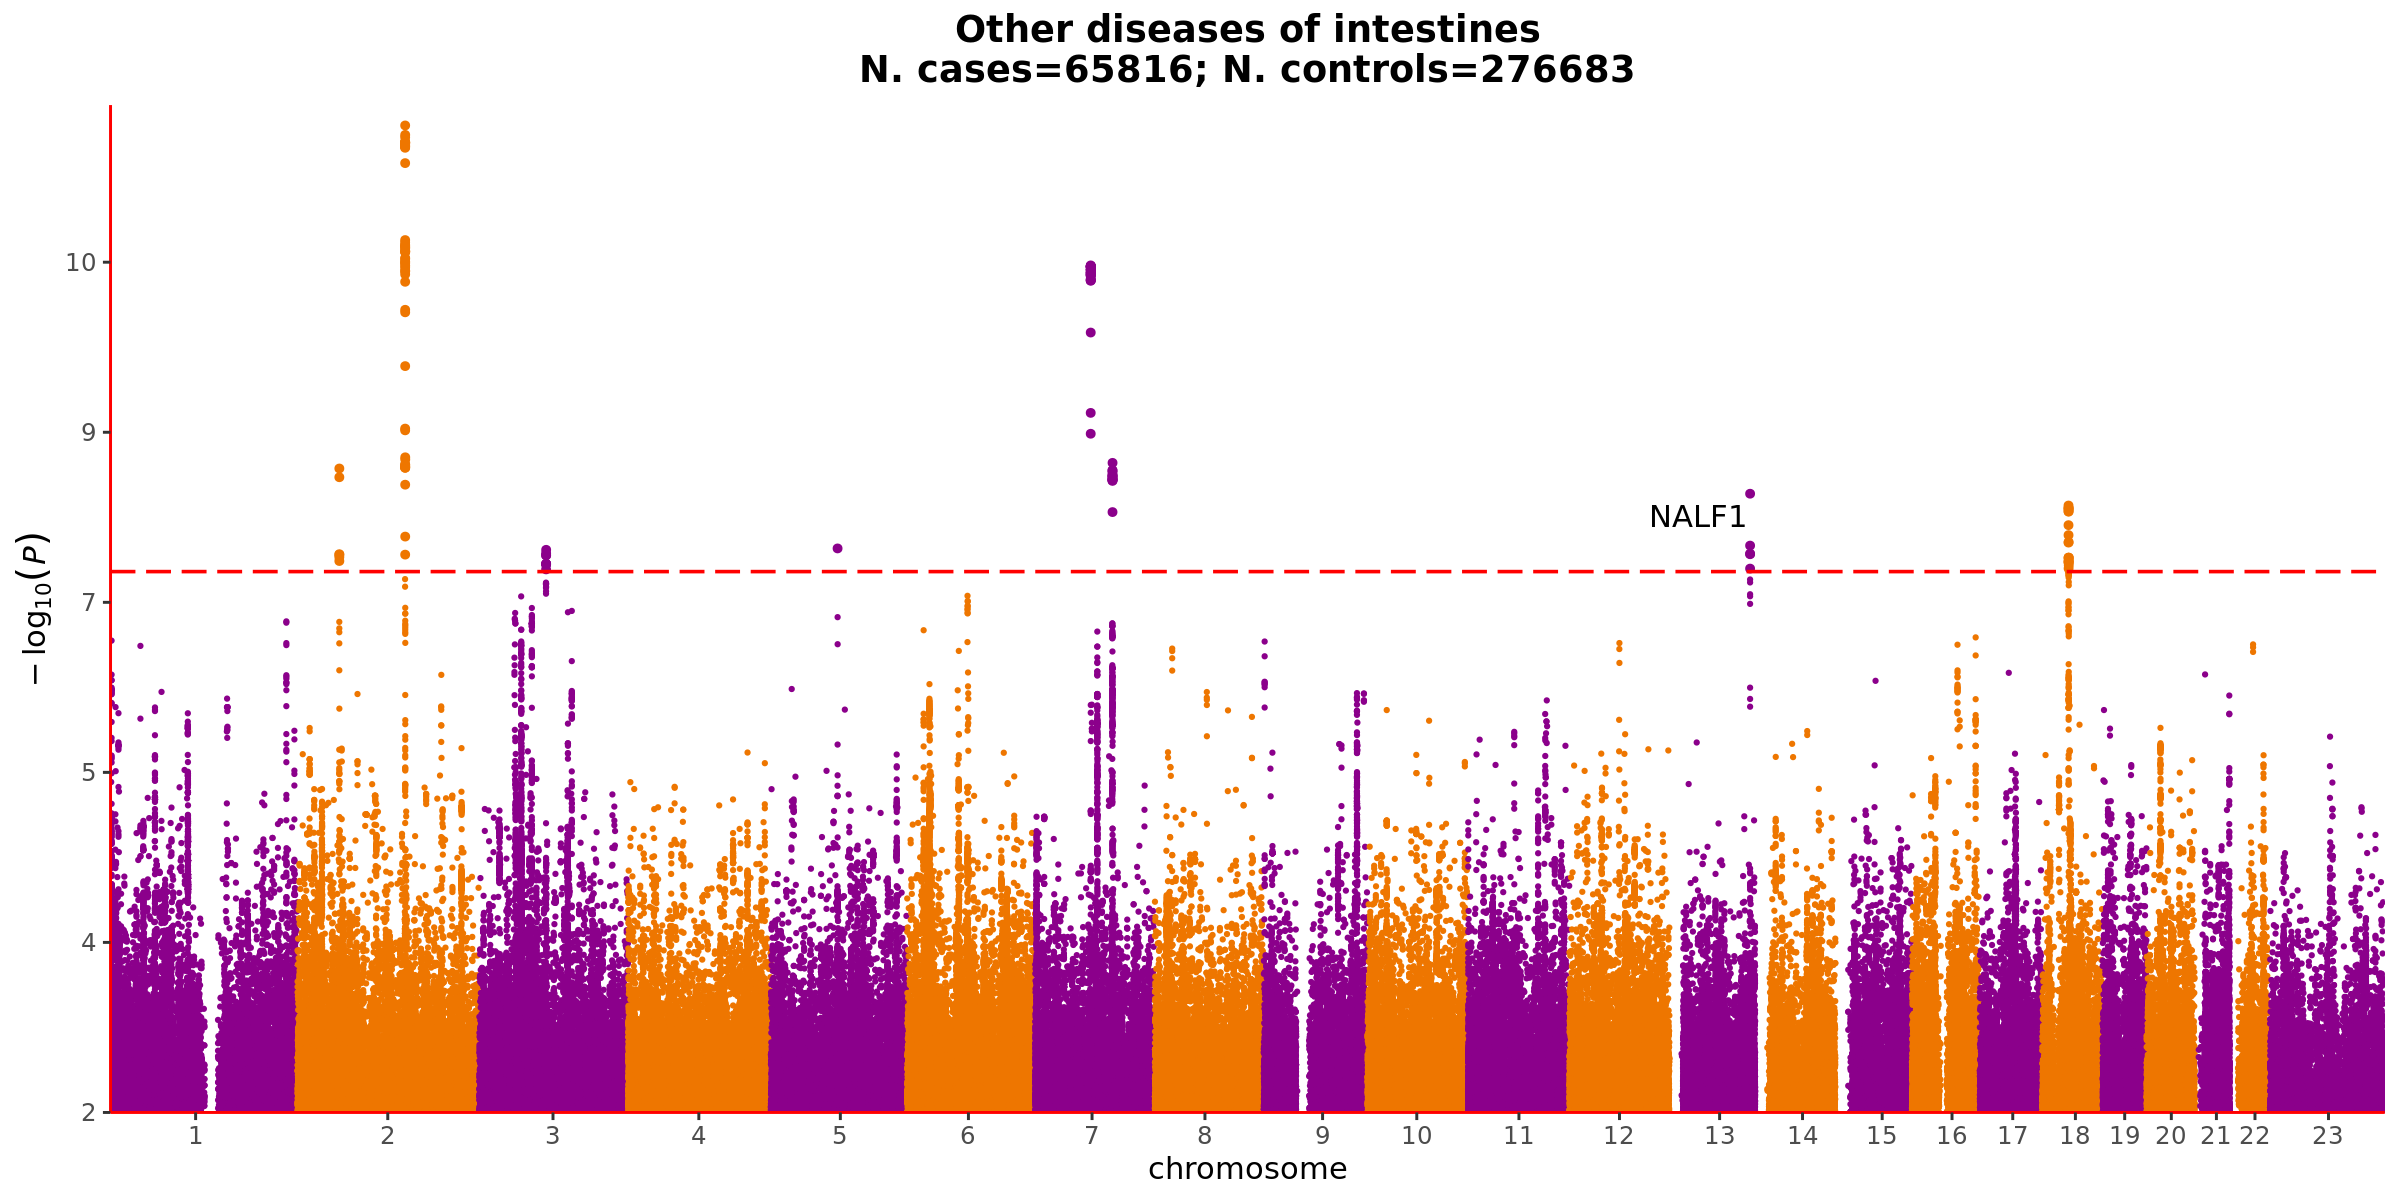 Other diseases of intestines
N. cases=65816; N. controls=276683
10
9
7
5
4
2
−log₁₀(P)
NALF1
1 2 3 4 5 6 7 8 9 10 11 12 13 14 15 16 17 18 19 20 21 22 23
chromosome